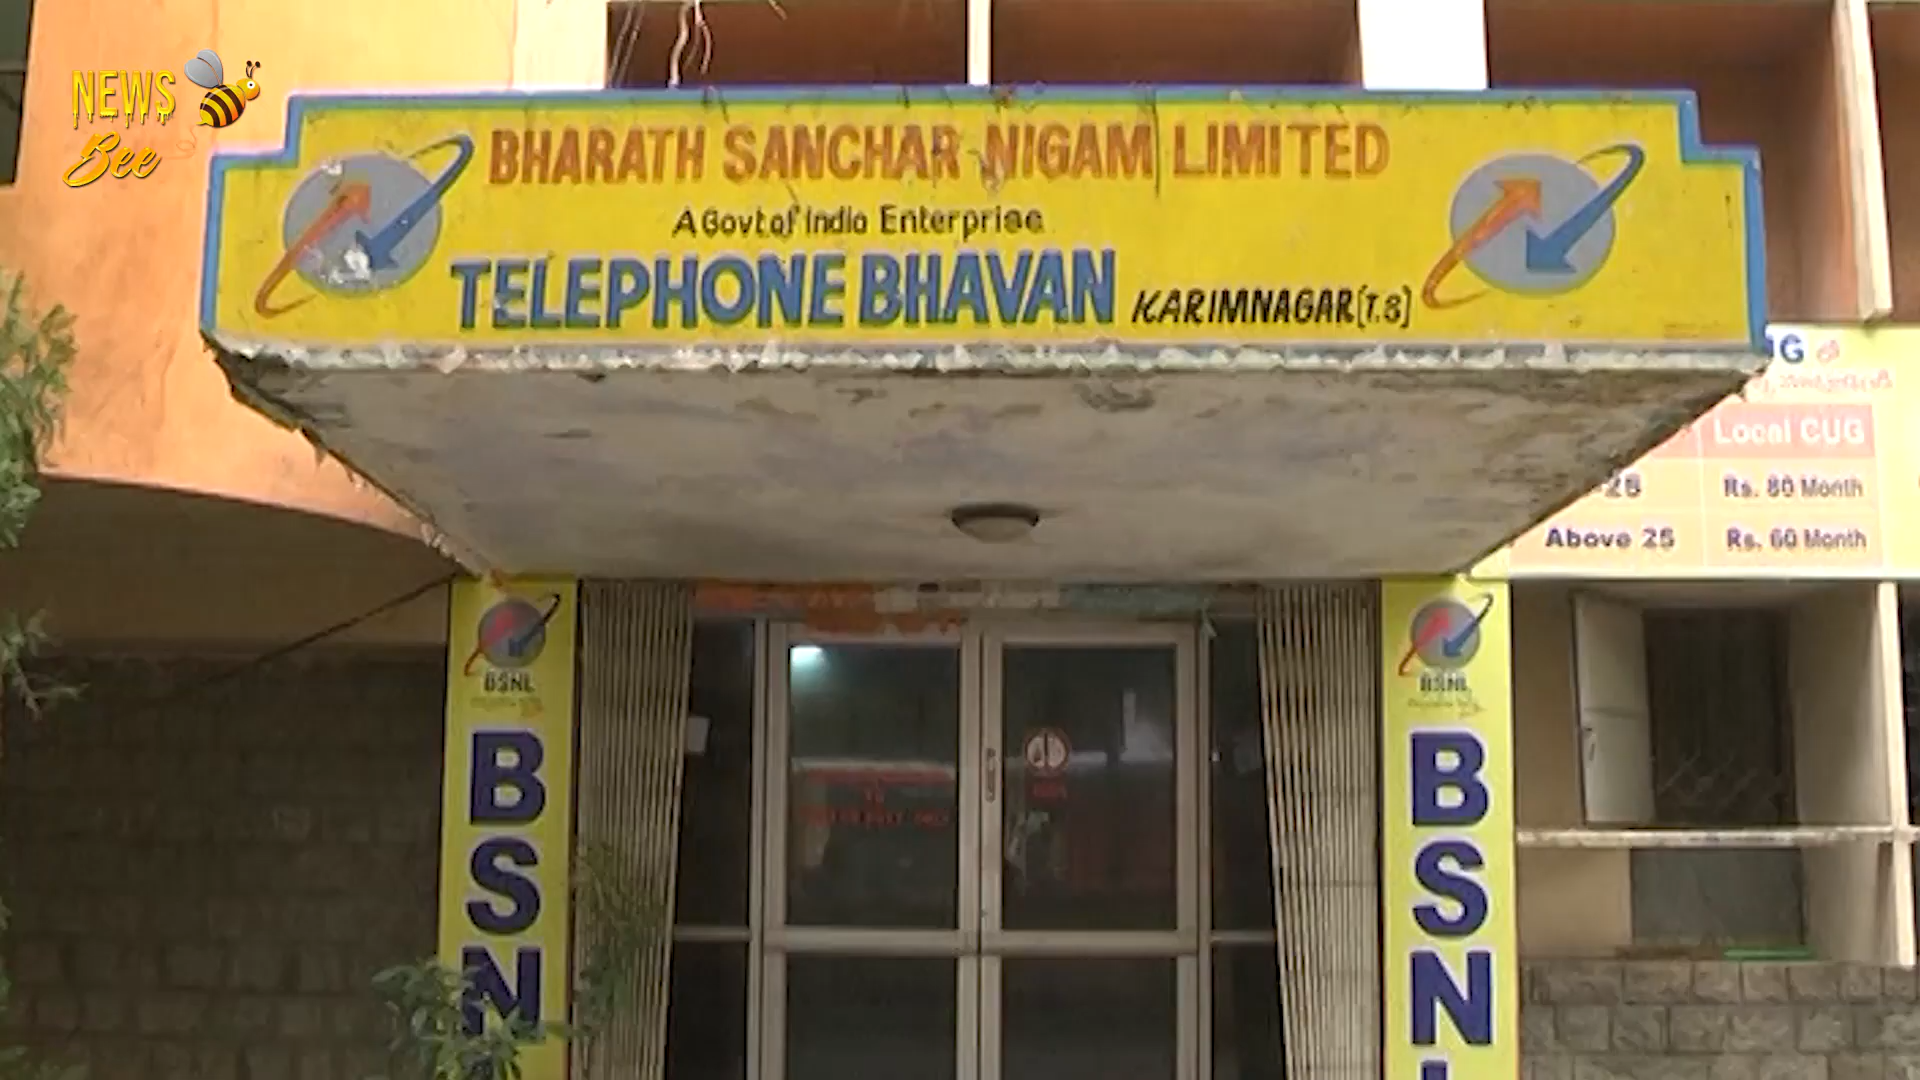 NEWS
Bee
BHARATH SANCHAR NIGAM LIMITED
A Govt.of India Enterprise
TELEPHONE BHAVAN KARIMNAGAR(T.S)
Local CUG
-25 Rs. 80 Month
Above 25 Rs. 60 Month
BSNL
BSN
BSNL
BSN